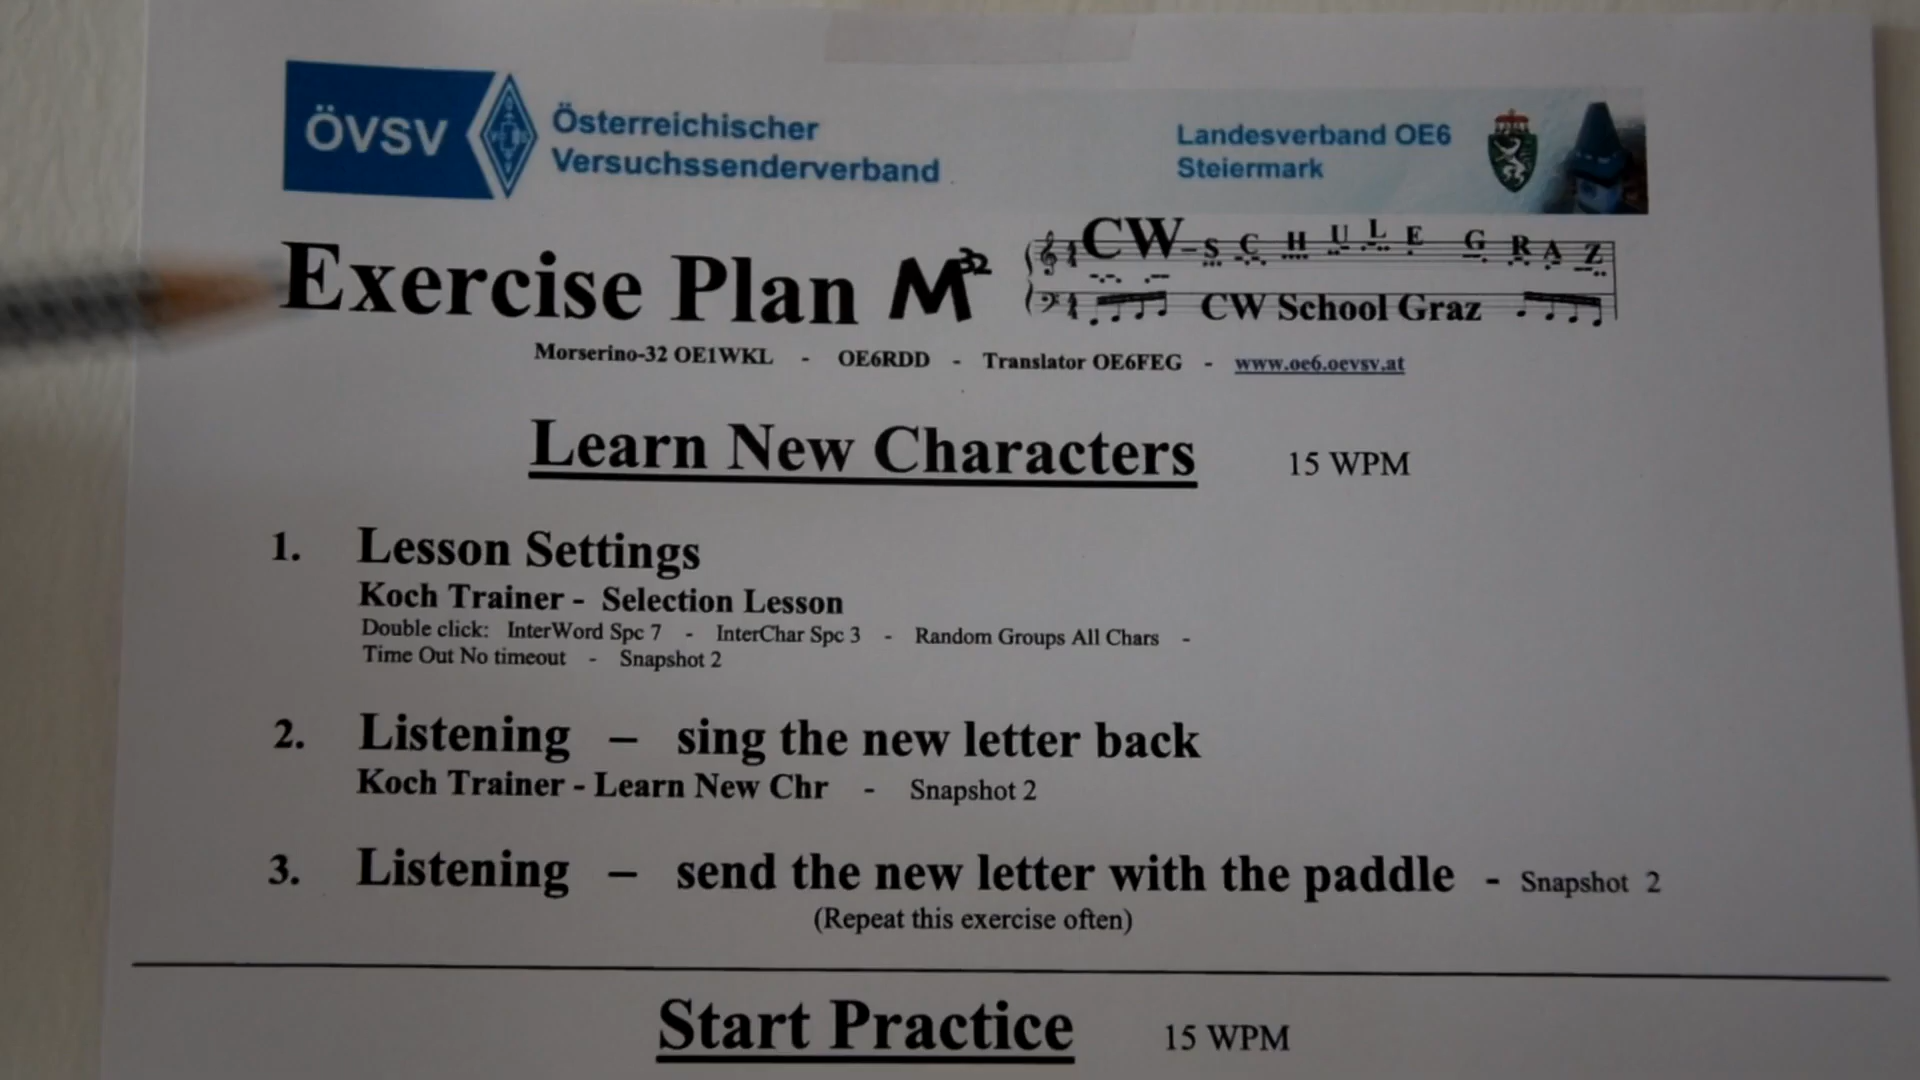 ÖVSV
Österreichischer
Versuchssenderverband
Landesverband OE6
Steiermark
Exercise Plan M32
CW-SCHULE GRAZ
CW School Graz
Morserino-32 OE1WKL - OE6RDD - Translator OE6FEG - www.oe6.oevsv.at
Learn New Characters 15 WPM
1. Lesson Settings
Koch Trainer - Selection Lesson
Double click: InterWord Spc 7 - InterChar Spc 3 - Random Groups All Chars -
Time Out No timeout - Snapshot 2
2. Listening – sing the new letter back
Koch Trainer - Learn New Chr - Snapshot 2
3. Listening – send the new letter with the paddle - Snapshot 2
(Repeat this exercise often)
Start Practice 15 WPM